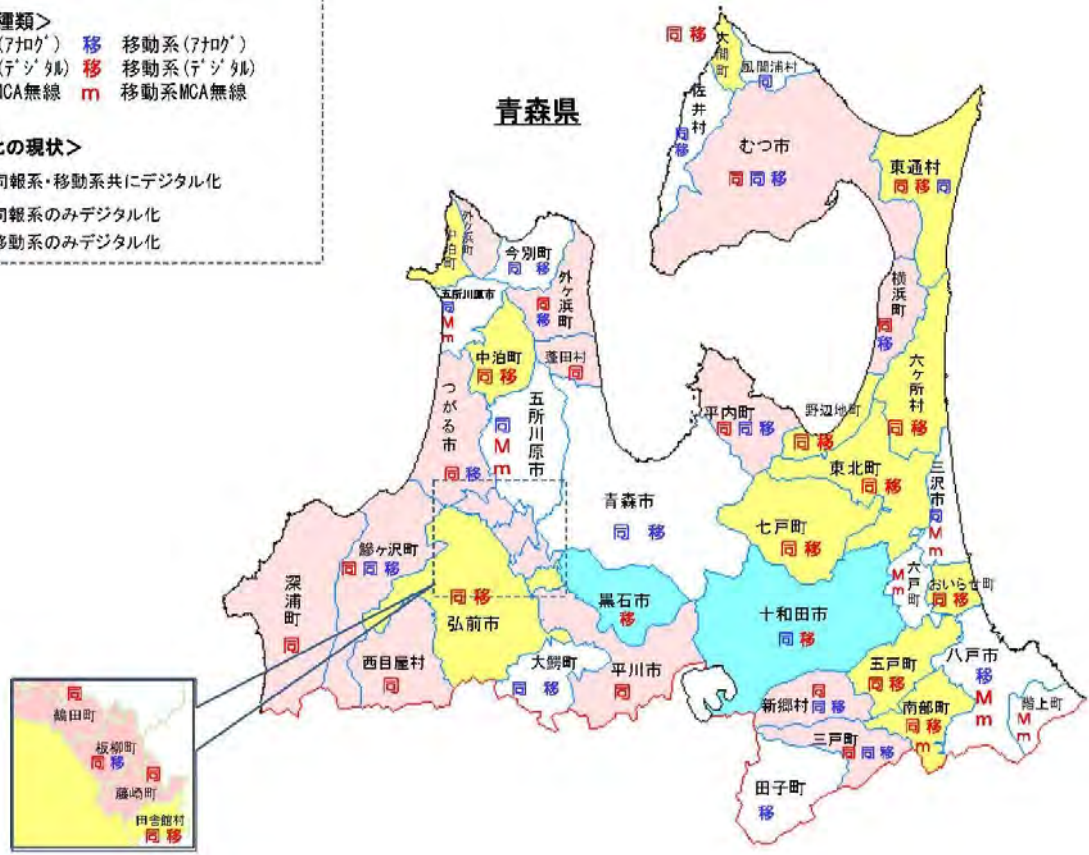 種類＞
(ｱﾅﾛｸﾞ) 移 移動系(ｱﾅﾛｸﾞ)
(ﾃﾞｼﾞﾀﾙ) 移 移動系(ﾃﾞｼﾞﾀﾙ)
MCA無線 m 移動系MCA無線
化の現状＞
同報系・移動系共にデジタル化
同報系のみデジタル化
移動系のみデジタル化
青森県
同 移
大間町
風間浦村
同
佐井村
同 移
むつ市
同 同 移
東通村
同 移 同
中泊町
外ヶ浜町
今別町
同 移
外ヶ浜町
同 移
五所川原市
同 M m
中泊町
同 移
蓬田村
同
横浜町
同 移
六ヶ所村
同 移
つがる市
同 移
五所川原市
同 M m
平内町
同 同 移
野辺地町
同 移
東北町
同 移
三沢市
同 M m
青森市
同 移
七戸町
同 移
鰺ヶ沢町
同 同 移
深浦町
同
同 移
弘前市
黒石市
移
十和田市
同 移
六戸町
M m
おいらせ町
同 移
西目屋村
同
大鰐町
同 移
平川市
同
五戸町
同 移
八戸市
移
M m
新郷村
同 同 移
南部町
同 移
m
階上町
M m
三戸町
同 同 移
田子町
移
同
鶴田町
板柳町
同 移
同
藤崎町
田舎館村
同 移